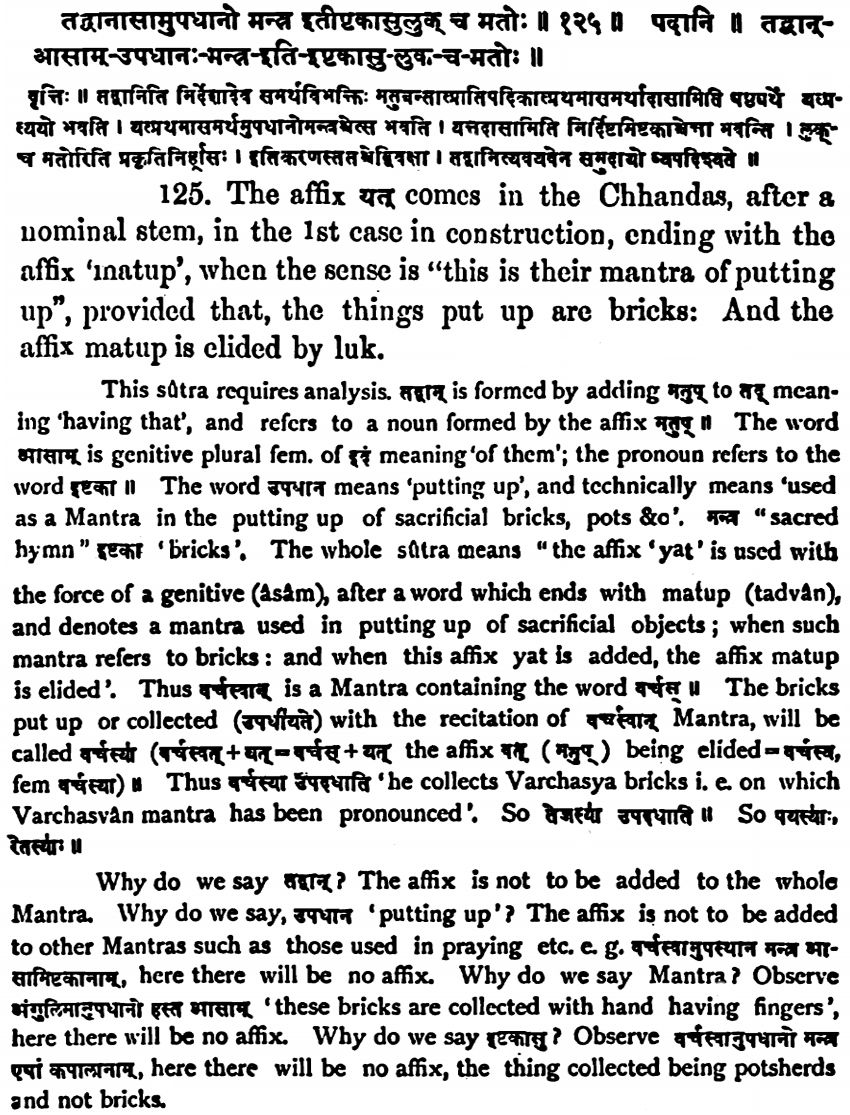 तद्वानासामुपधानो मन्त्र इतीष्टकासुलुक् च मतोः ॥ १२५ ॥ पदानि ॥ तद्वान्-
आसाम्-उपधानः-मन्त्र-इति-इष्टकासु-लुक-च-मतोः ॥
वृत्तिः ॥ तद्वानिति निर्देशादेव समर्थविभक्तिः मतुबन्तात्प्रातिपदिकात्प्रथमासमर्थादासामिति षष्ठ्यर्थे यत्प्र-
त्ययो भवति । यत्प्रथमासमर्थमुपधानोमन्त्रश्चेत्स भवति । यत्तदासामिति निर्दिष्टमिष्टकाश्चेत्ता भवन्ति । लुक्-
च मतोरिति प्रकृतिनिर्ह्रासः । इतिकरणस्ततश्चेद्विवक्षा । तद्वानित्यवयवेन समुदायो व्यपदिश्यते ॥
125. The affix यत् comes in the Chhandas, after a
nominal stem, in the 1st case in construction, ending with the
affix 'matup', when the sense is "this is their mantra of putting
up", provided that, the things put up are bricks: And the
affix matup is elided by luk.
This sûtra requires analysis. तद्वान् is formed by adding मतुप् to तद् mean-
ing 'having that', and refers to a noun formed by the affix मतुप् ॥ The word
आसाम् is genitive plural fem. of इदं meaning 'of them'; the pronoun refers to the
word इष्टका ॥ The word उपधान means 'putting up', and technically means 'used
as a Mantra in the putting up of sacrificial bricks, pots &c'. मन्त्र "sacred
hymn" इष्टका 'bricks'. The whole sûtra means "the affix 'yat' is used with
the force of a genitive (âsâm), after a word which ends with matup (tadvân),
and denotes a mantra used in putting up of sacrificial objects; when such
mantra refers to bricks: and when this affix yat is added, the affix matup
is elided'. Thus वर्चस्वान् is a Mantra containing the word वर्चस् ॥ The bricks
put up or collected (उपधीयते) with the recitation of वर्चस्वान् Mantra, will be
called वर्चस्या (वर्चस्वत्+यत्=वर्चस्+यत् the affix वत् (मतुप्) being elided=वर्चस्य,
fem वर्चस्या) ॥ Thus वर्चस्या उपदधाति 'he collects Varchasya bricks i. e. on which
Varchasvân mantra has been pronounced'. So तेजस्या उपदधाति ॥ So पयस्याः,
रेतस्याः ॥
Why do we say तद्वान्? The affix is not to be added to the whole
Mantra. Why do we say, उपधान 'putting up'? The affix is not to be added
to other Mantras such as those used in praying etc. e. g. वर्चस्वानुपस्थान मन्त्र आ-
सामिष्टकानाम्, here there will be no affix. Why do we say Mantra? Observe
अंगुलिमानुपधानो हस्त आसाम् 'these bricks are collected with hand having fingers',
here there will be no affix. Why do we say इष्टकासु? Observe वर्चस्वानुपधानो मन्त्र
एषां कपालानाम्, here there will be no affix, the thing collected being potsherds
and not bricks.